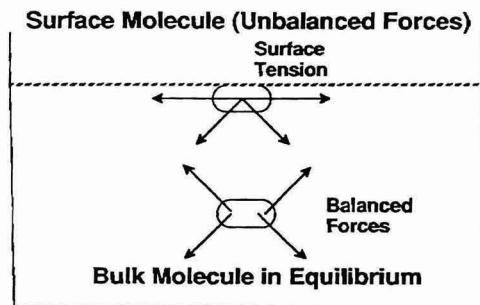 Surface Molecule (Unbalanced Forces)
Surface
Tension
Balanced
Forces
Bulk Molecule in Equilibrium